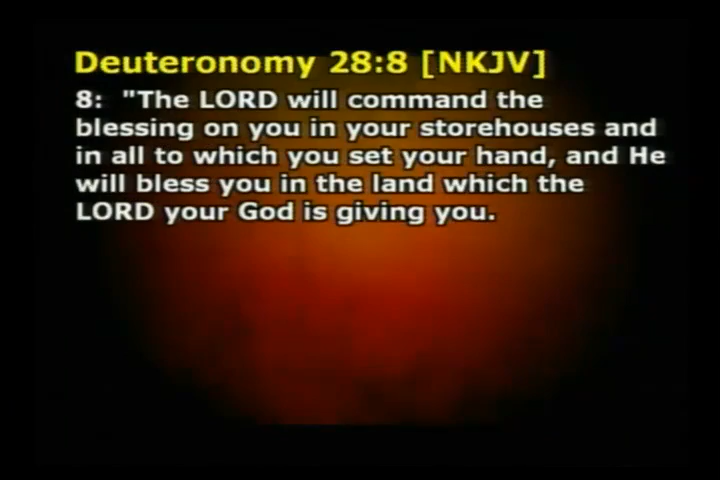 Deuteronomy 28:8 [NKJV]
8:  "The LORD will command the
blessing on you in your storehouses and
in all to which you set your hand, and He
will bless you in the land which the
LORD your God is giving you.